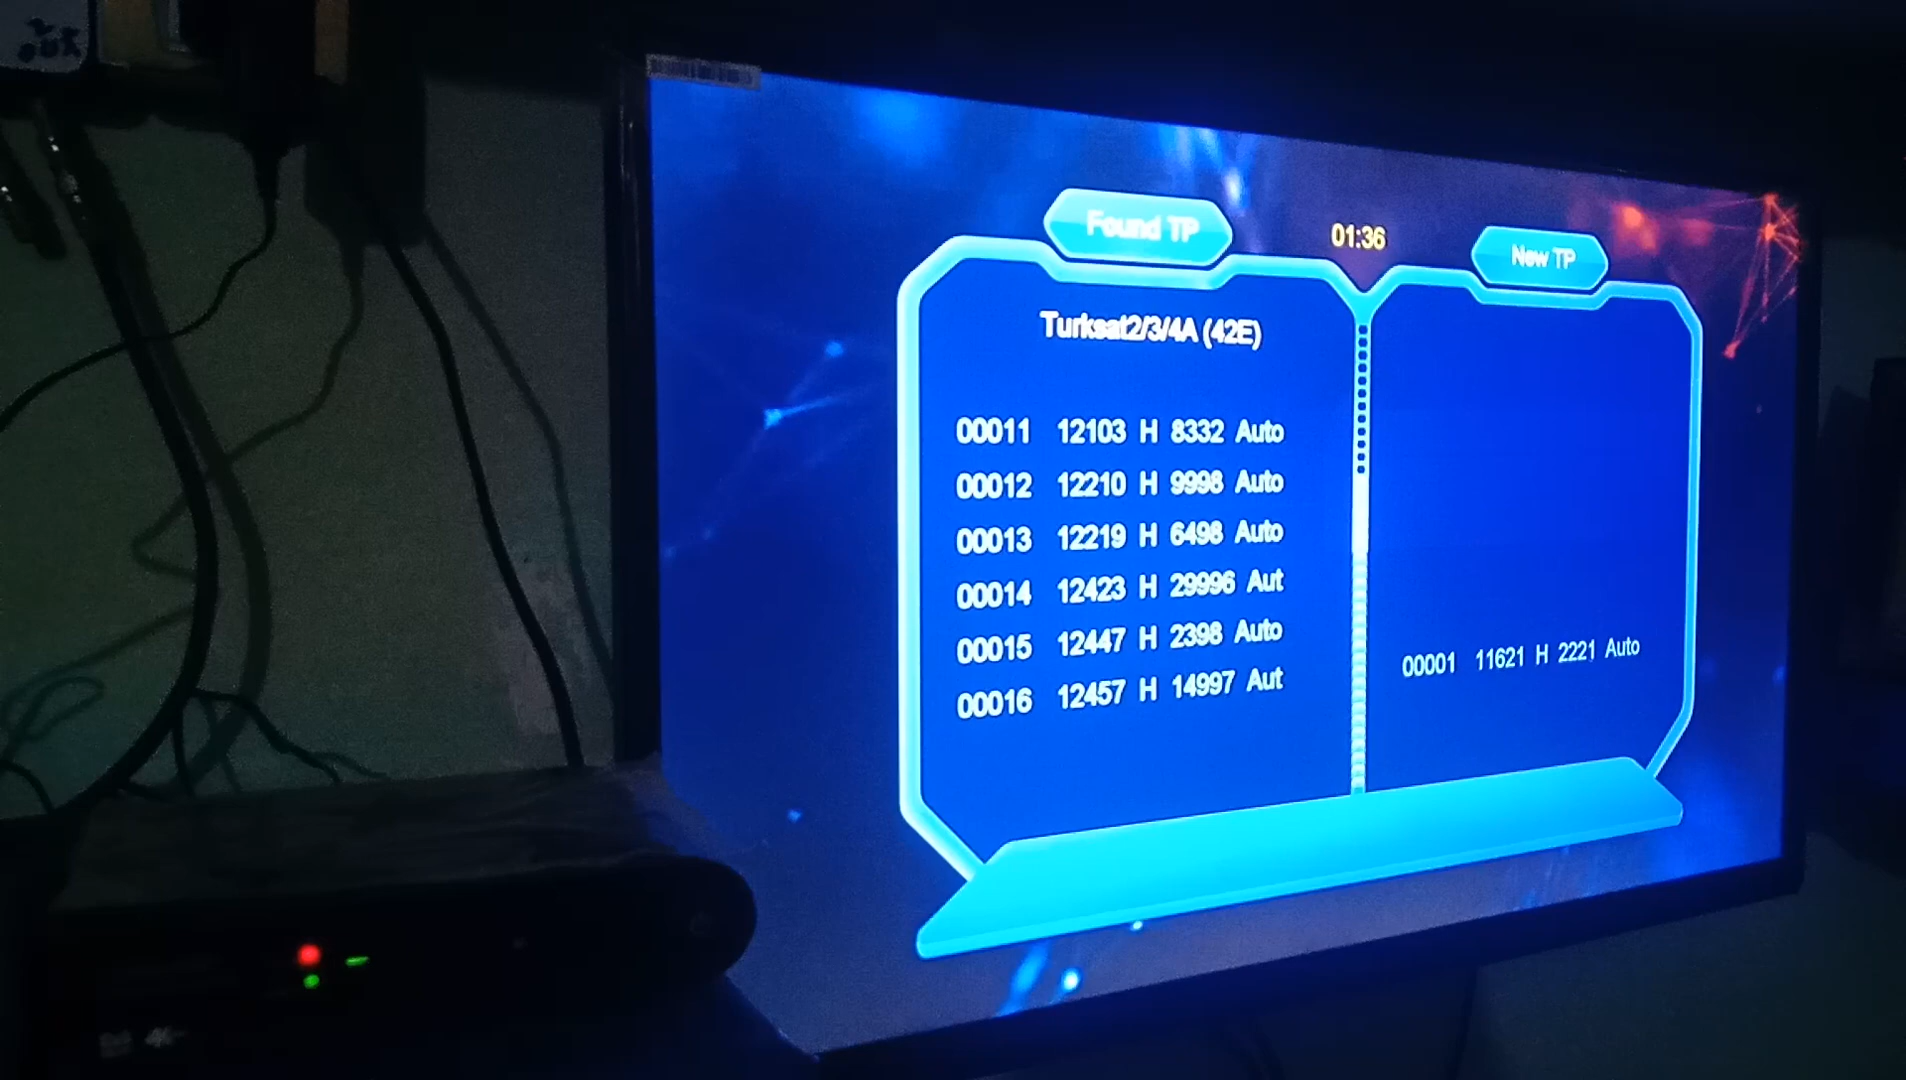 Found TP
01:36
New TP
Turksat2/3/4A (42E)
00011 12103 H 8332 Auto
00012 12210 H 9998 Auto
00013 12219 H 6498 Auto
00014 12423 H 29996 Aut
00015 12447 H 2398 Auto
00016 12457 H 14997 Aut
00001 11621 H 2221 Auto